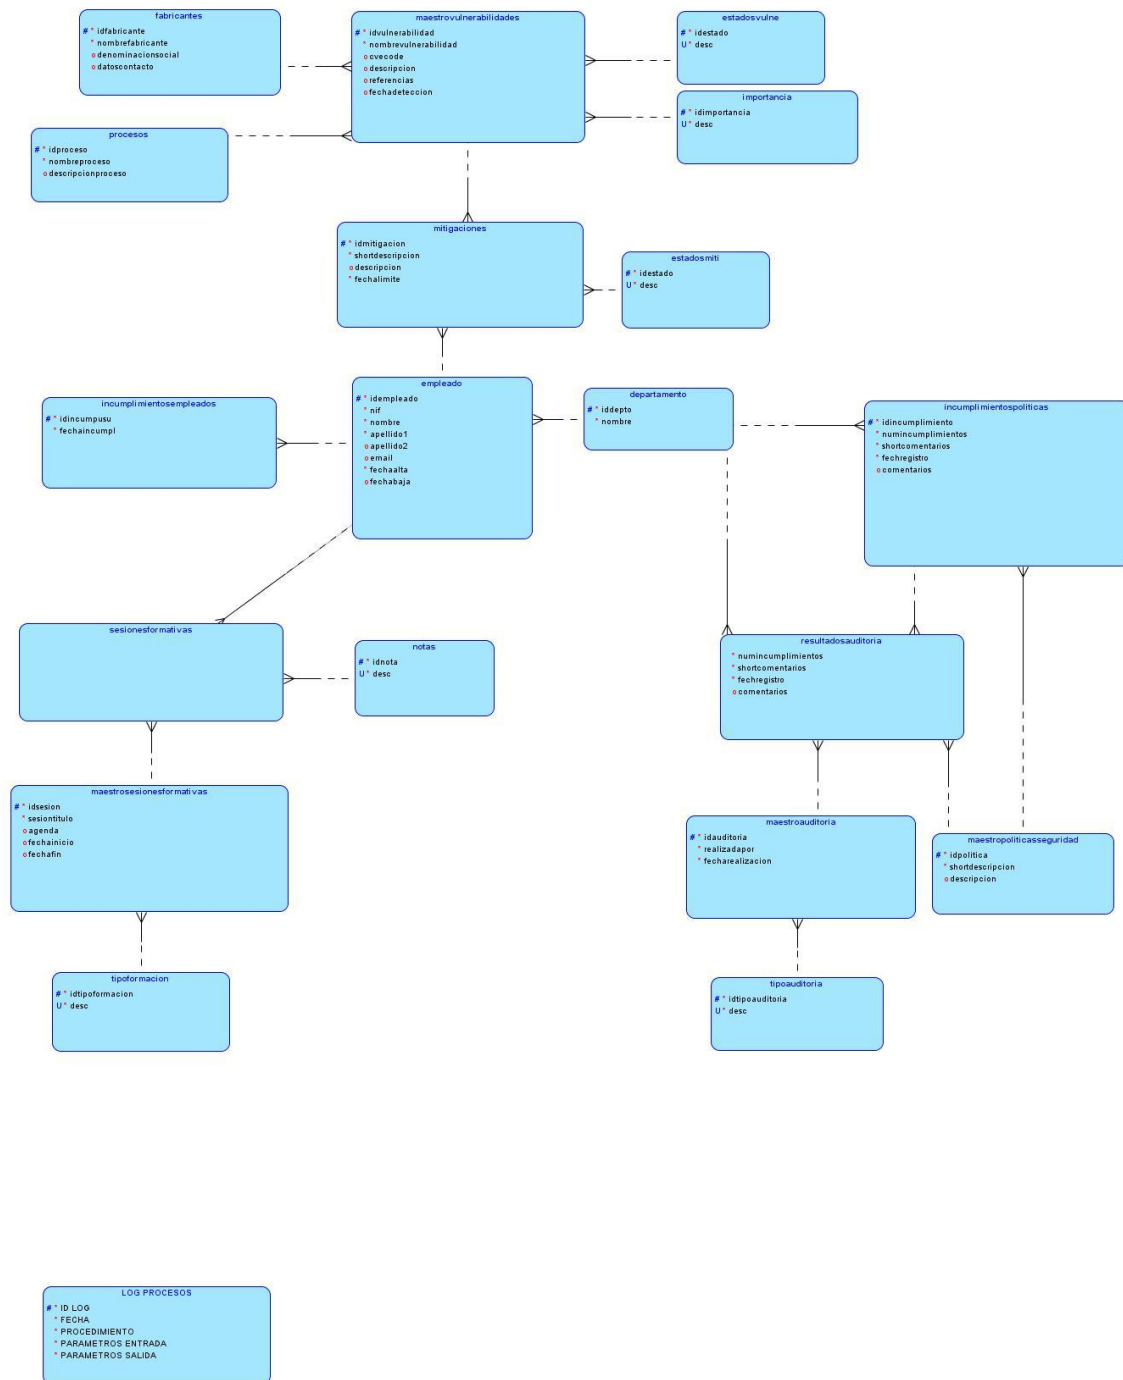 fabricantes
# * idfabricante
* nombrefabricante
o denominacionsocial
o datoscontacto
maestrovulnerabilidades
# * idvulnerabilidad
* nombrevulnerabilidad
o cvecode
o descripcion
o referencias
o fechadeteccion
estadosvulne
# * idestado
U * desc
importancia
# * idimportancia
U * desc
procesos
# * idproceso
* nombreproceso
o descripcionproceso
mitigaciones
# * idmitigacion
* shortdescripcion
o descripcion
* fechalimite
estadosmiti
# * idestado
U * desc
incumplimientosempleados
# * idincumpusu
* fechaincumpl
empleado
# * idempleado
* nif
* nombre
* apellido1
o apellido2
o email
* fechaalta
o fechabaja
departamento
# * iddepto
* nombre
incumplimientospoliticas
# * idincumplimiento
* numincumplimientos
* shortcomentarios
* fechregistro
o comentarios
sesionesformativas
notas
# * idnota
U * desc
resultadosauditoria
* numincumplimientos
* shortcomentarios
* fechregistro
o comentarios
maestrosesionesformativas
# * idsesion
* sesiontitulo
o agenda
o fechainicio
o fechafin
maestroauditoria
# * idauditoria
* realizadapor
* fecharealizacion
maestropoliticasseguridad
# * idpolitica
* shortdescripcion
o descripcion
tipoformacion
# * idtipoformacion
U * desc
tipoauditoria
# * idtipoauditoria
U * desc
LOG PROCESOS
# * ID LOG
* FECHA
* PROCEDIMIENTO
* PARAMETROS ENTRADA
* PARAMETROS SALIDA